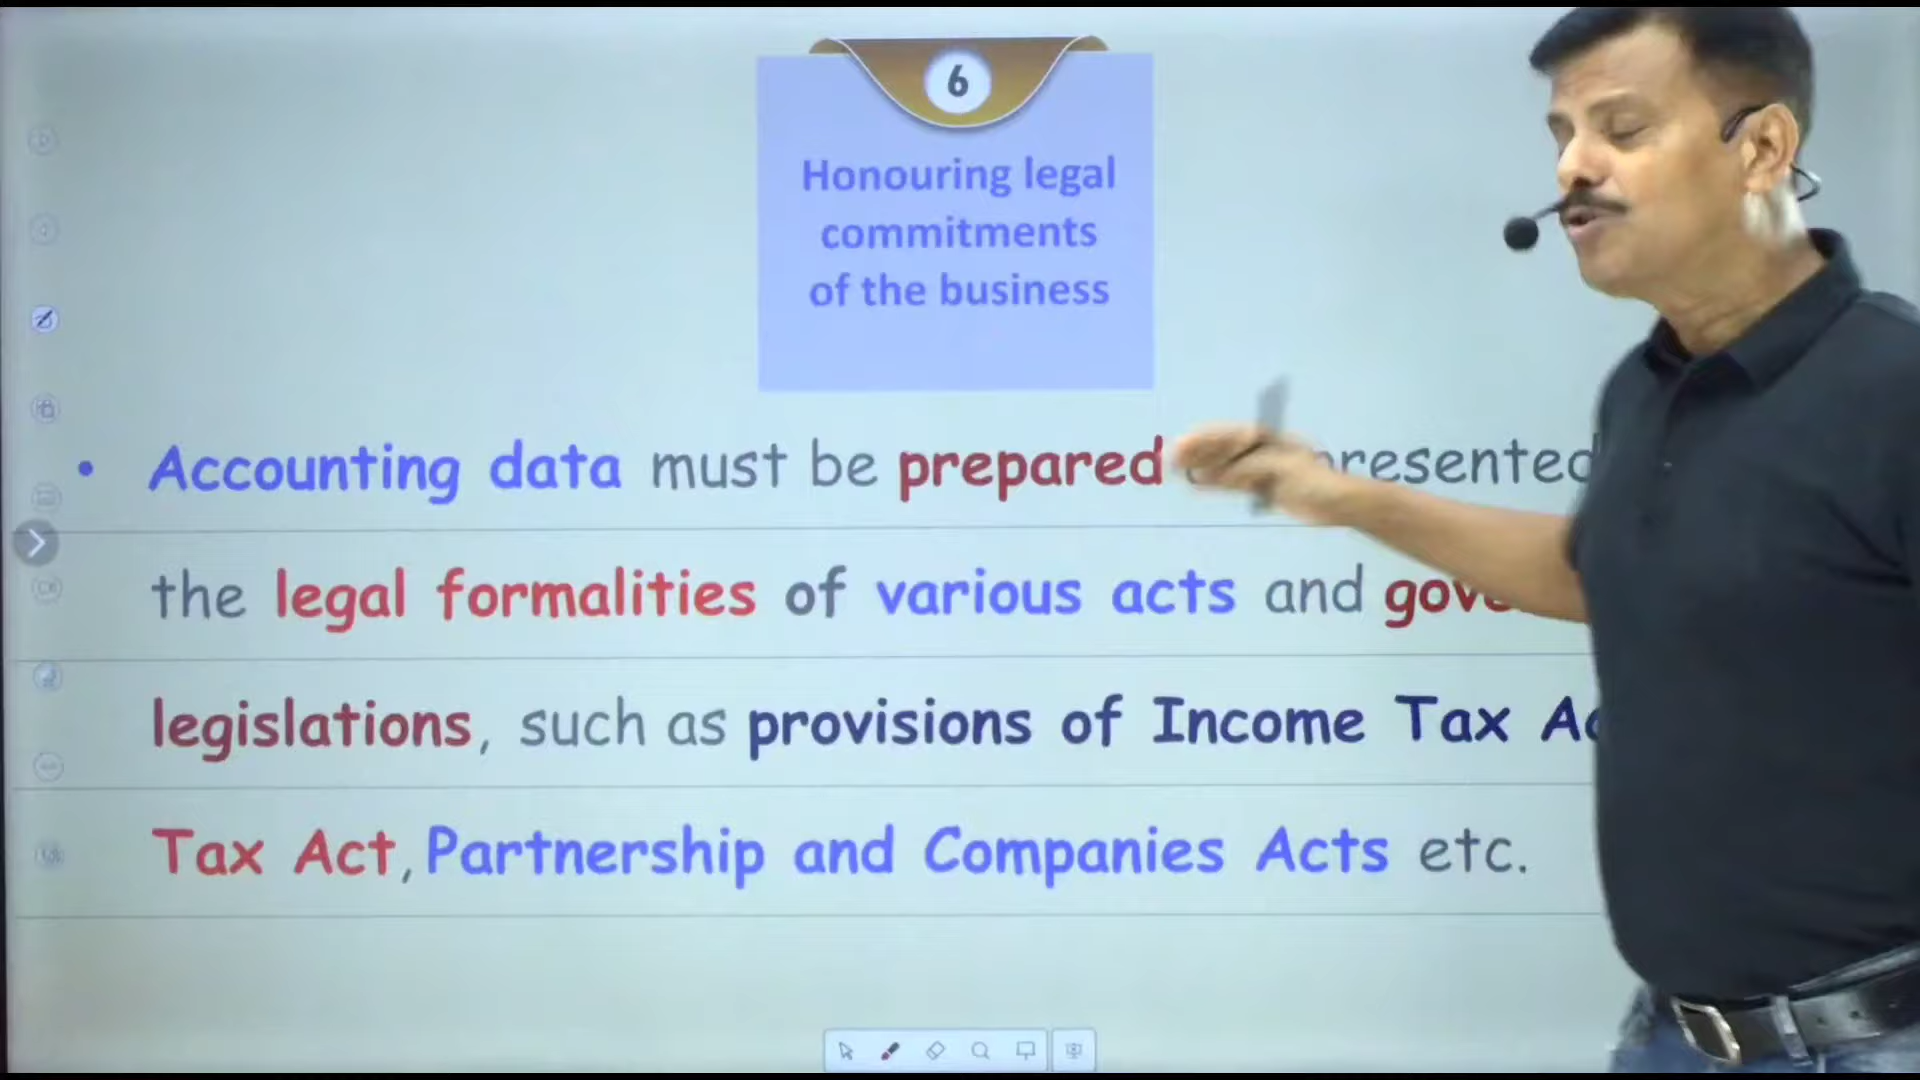 6
Honouring legal
commitments
of the business
• Accounting data must be prepared presented
the legal formalities of various acts and
legislations, such as provisions of Income Tax
Tax Act, Partnership and Companies Acts etc.